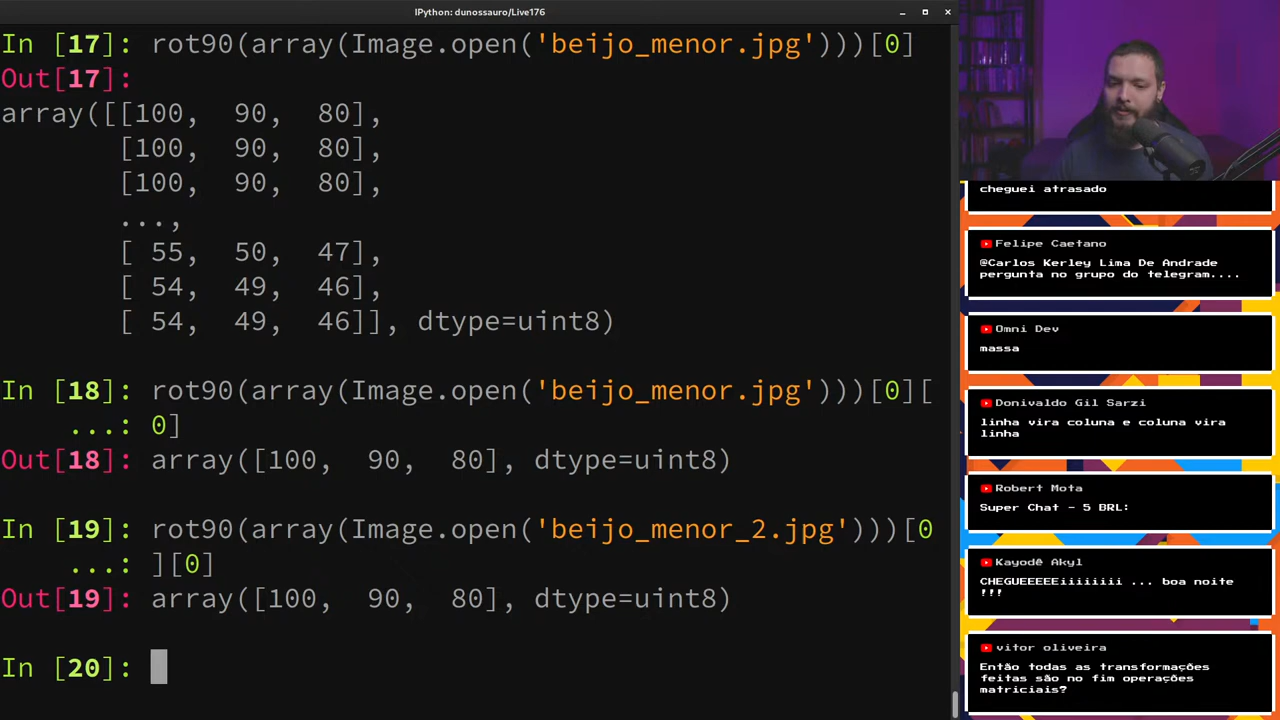 IPython: dunossauro/Live176
In [17]: rot90(array(Image.open('beijo_menor.jpg')))[0]
Out[17]:
array([[100,  90,  80],
[100,  90,  80],
[100,  90,  80],
...,
[ 55,  50,  47],
[ 54,  49,  46],
[ 54,  49,  46]], dtype=uint8)
In [18]: rot90(array(Image.open('beijo_menor.jpg')))[0][
...: 0]
Out[18]: array([100,  90,  80], dtype=uint8)
In [19]: rot90(array(Image.open('beijo_menor_2.jpg')))[0
...: ][0]
Out[19]: array([100,  90,  80], dtype=uint8)
In [20]:
cheguei atrasado
Felipe Caetano
@Carlos Kerley Lima De Andrade
pergunta no grupo do telegram....
Omni Dev
massa
Donivaldo Gil Sarzi
linha vira coluna e coluna vira
linha
Robert Mota
Super Chat - 5 BRL:
Kayodê Akyl
CHEGUEEEEEiiiiiiii ... boa noite
!!!
vitor oliveira
Então todas as transformações
feitas são no fim operações
matriciais?